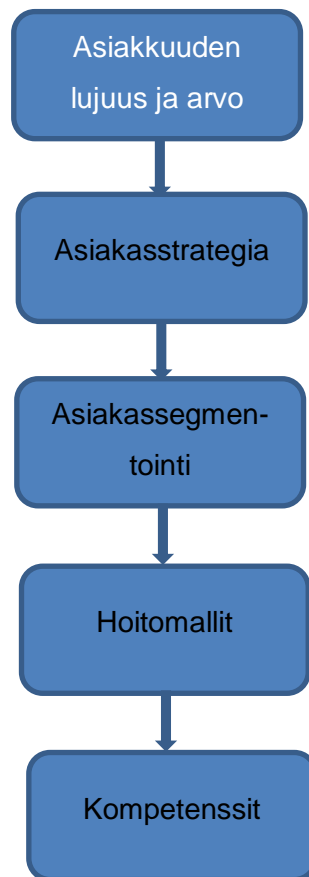 Asiakkuuden
lujuus ja arvo
Asiakasstrategia
Asiakassegmen-
tointi
Hoitomallit
Kompetenssit